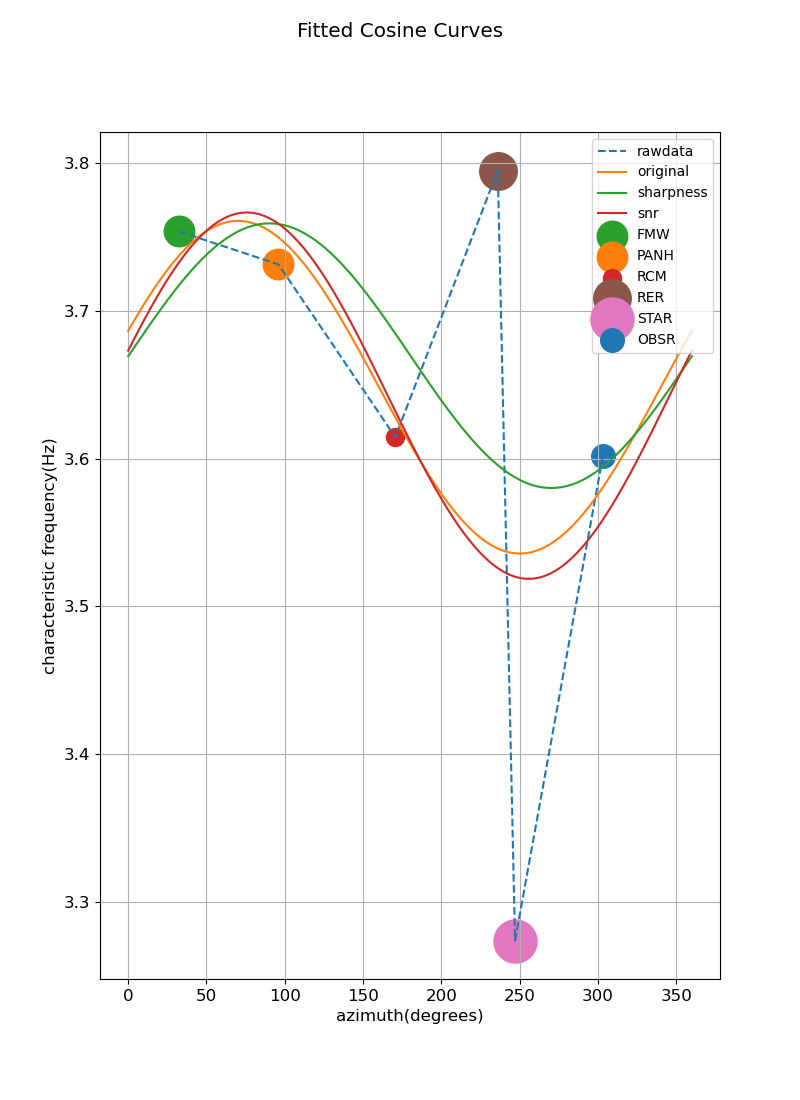 Fitted Cosine Curves
3.8
3.7
3.6
3.5
3.4
3.3
characteristic frequency(Hz)
rawdata
original
sharpness
snr
FMW
PANH
RCM
RER
STAR
OBSR
0 50 100 150 200 250 300 350
azimuth(degrees)